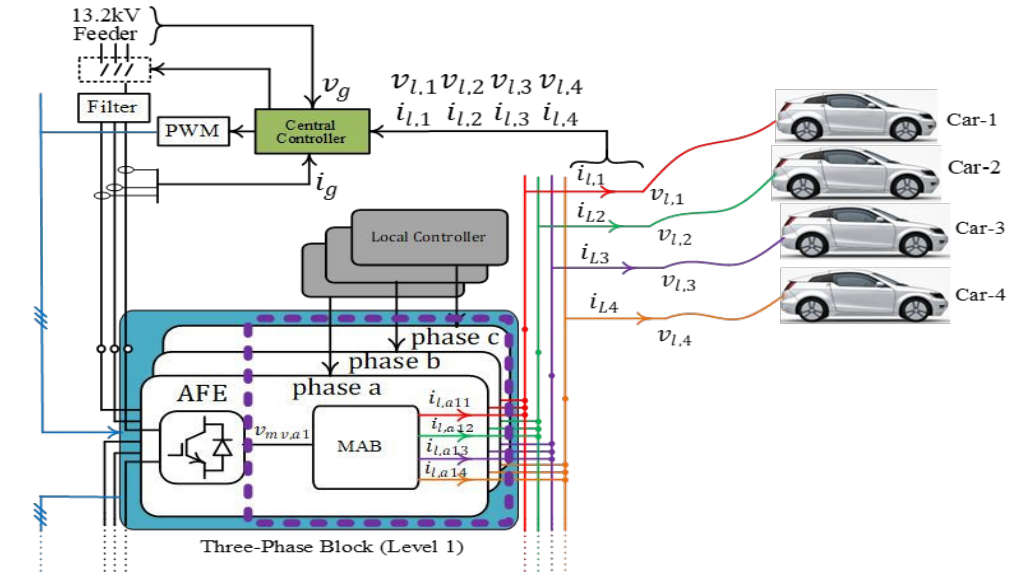 13.2kV
Feeder
Filter
PWM
Central
Controller
v_g
i_g
v_{l,1} v_{l,2} v_{l,3} v_{l,4}
i_{l,1} i_{l,2} i_{l,3} i_{l,4}
i_{l,1}
v_{l,1}
i_{L2}
v_{l,2}
i_{L3}
v_{l,3}
i_{L4}
v_{l,4}
Car-1
Car-2
Car-3
Car-4
Local Controller
phase c
phase b
phase a
AFE
v_{mv,a1}
MAB
i_{l,a11}
i_{l,a12}
i_{l,a13}
i_{l,a14}
Three-Phase Block (Level 1)